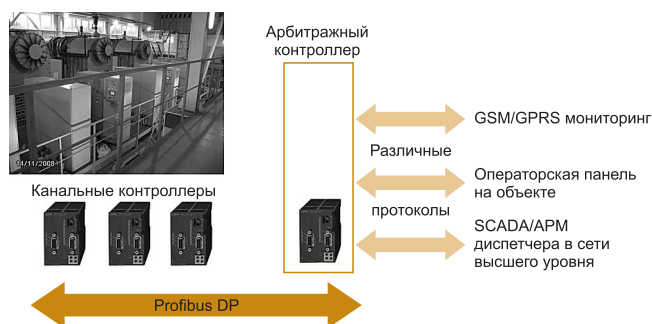 Арбитражный
контроллер
14/11/2008
GSM/GPRS мониторинг
Различные
Операторская панель
на объекте
Канальные контроллеры
протоколы
SCADA/АРМ
диспетчера в сети
высшего уровня
Profibus DP